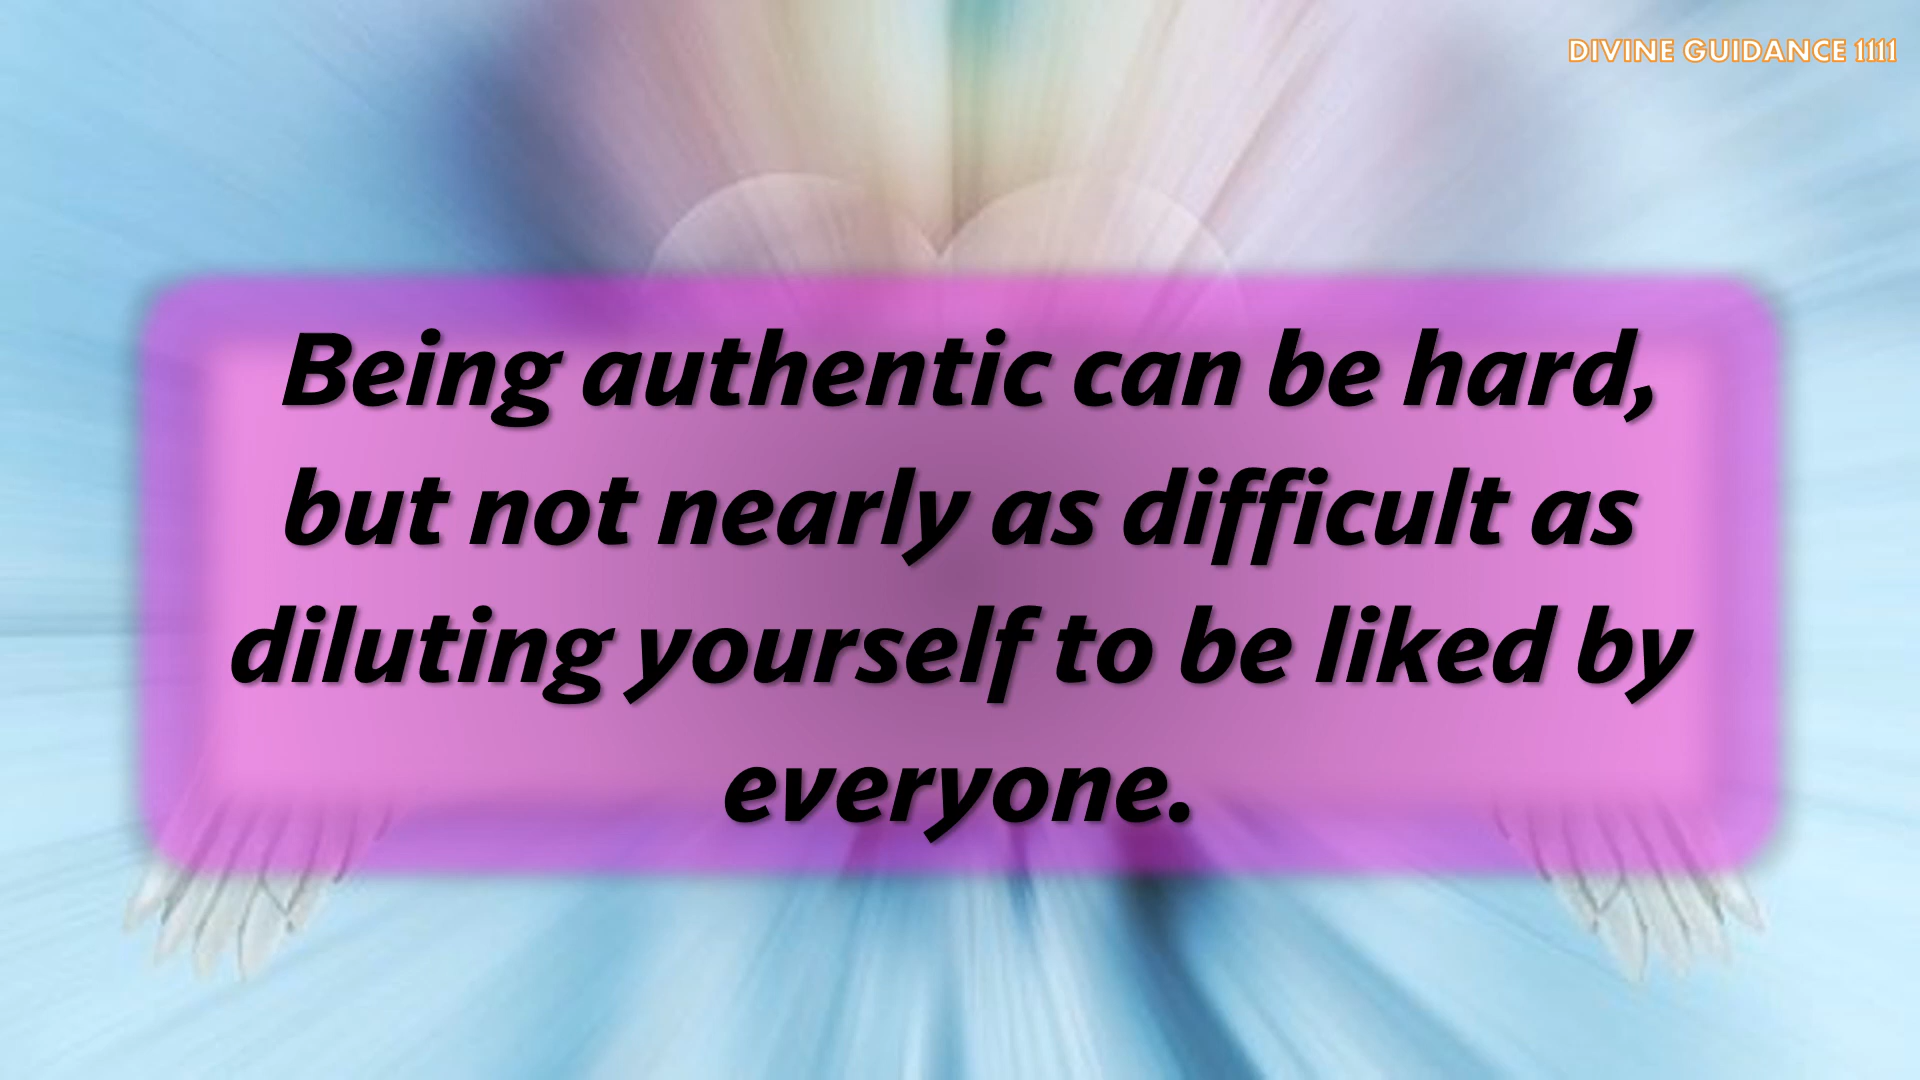 DIVINE GUIDANCE 1111
Being authentic can be hard,
but not nearly as difficult as
diluting yourself to be liked by
everyone.